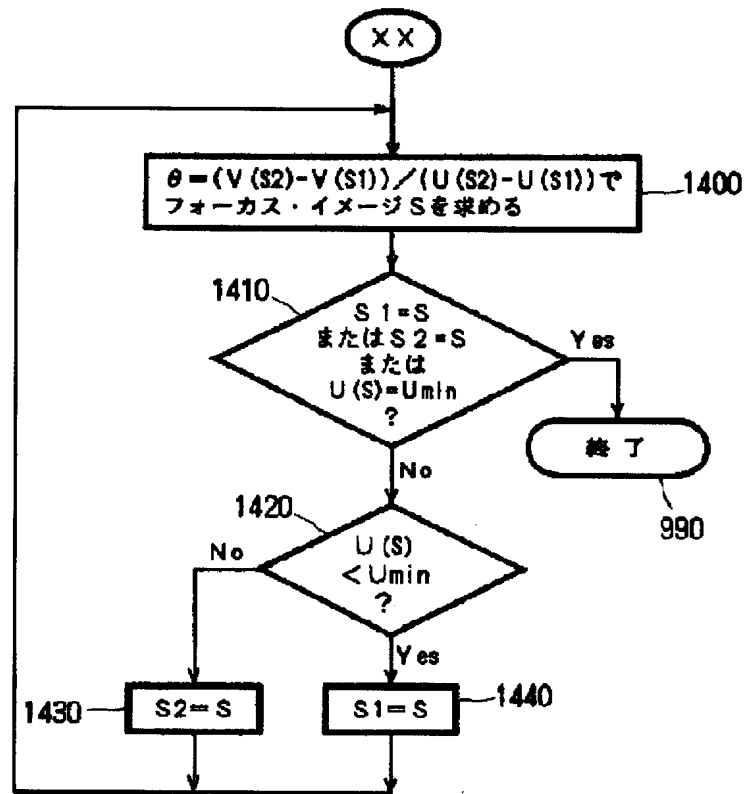 XX
θ=(V(S2)-V(S1))/(U(S2)-U(S1))で
フォーカス・イメージSを求める
1400
1410
S1=S
またはS2=S
または
U(S)=Umin
?
Yes
終了
990
No
1420
U(S)
<Umin
?
No
Yes
1430
S2=S
S1=S
1440